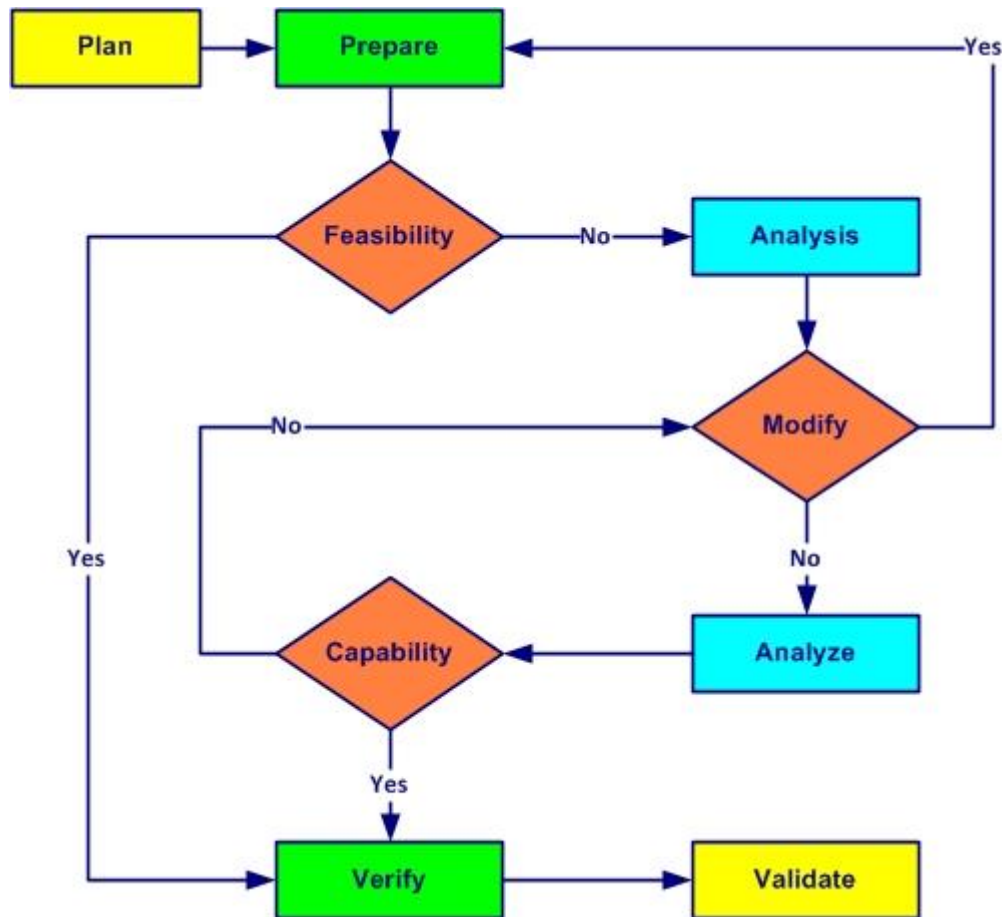 Plan
Prepare
Yes
Feasibility
No
Analysis
No
Modify
Yes
No
Capability
Analyze
Yes
Verify
Validate